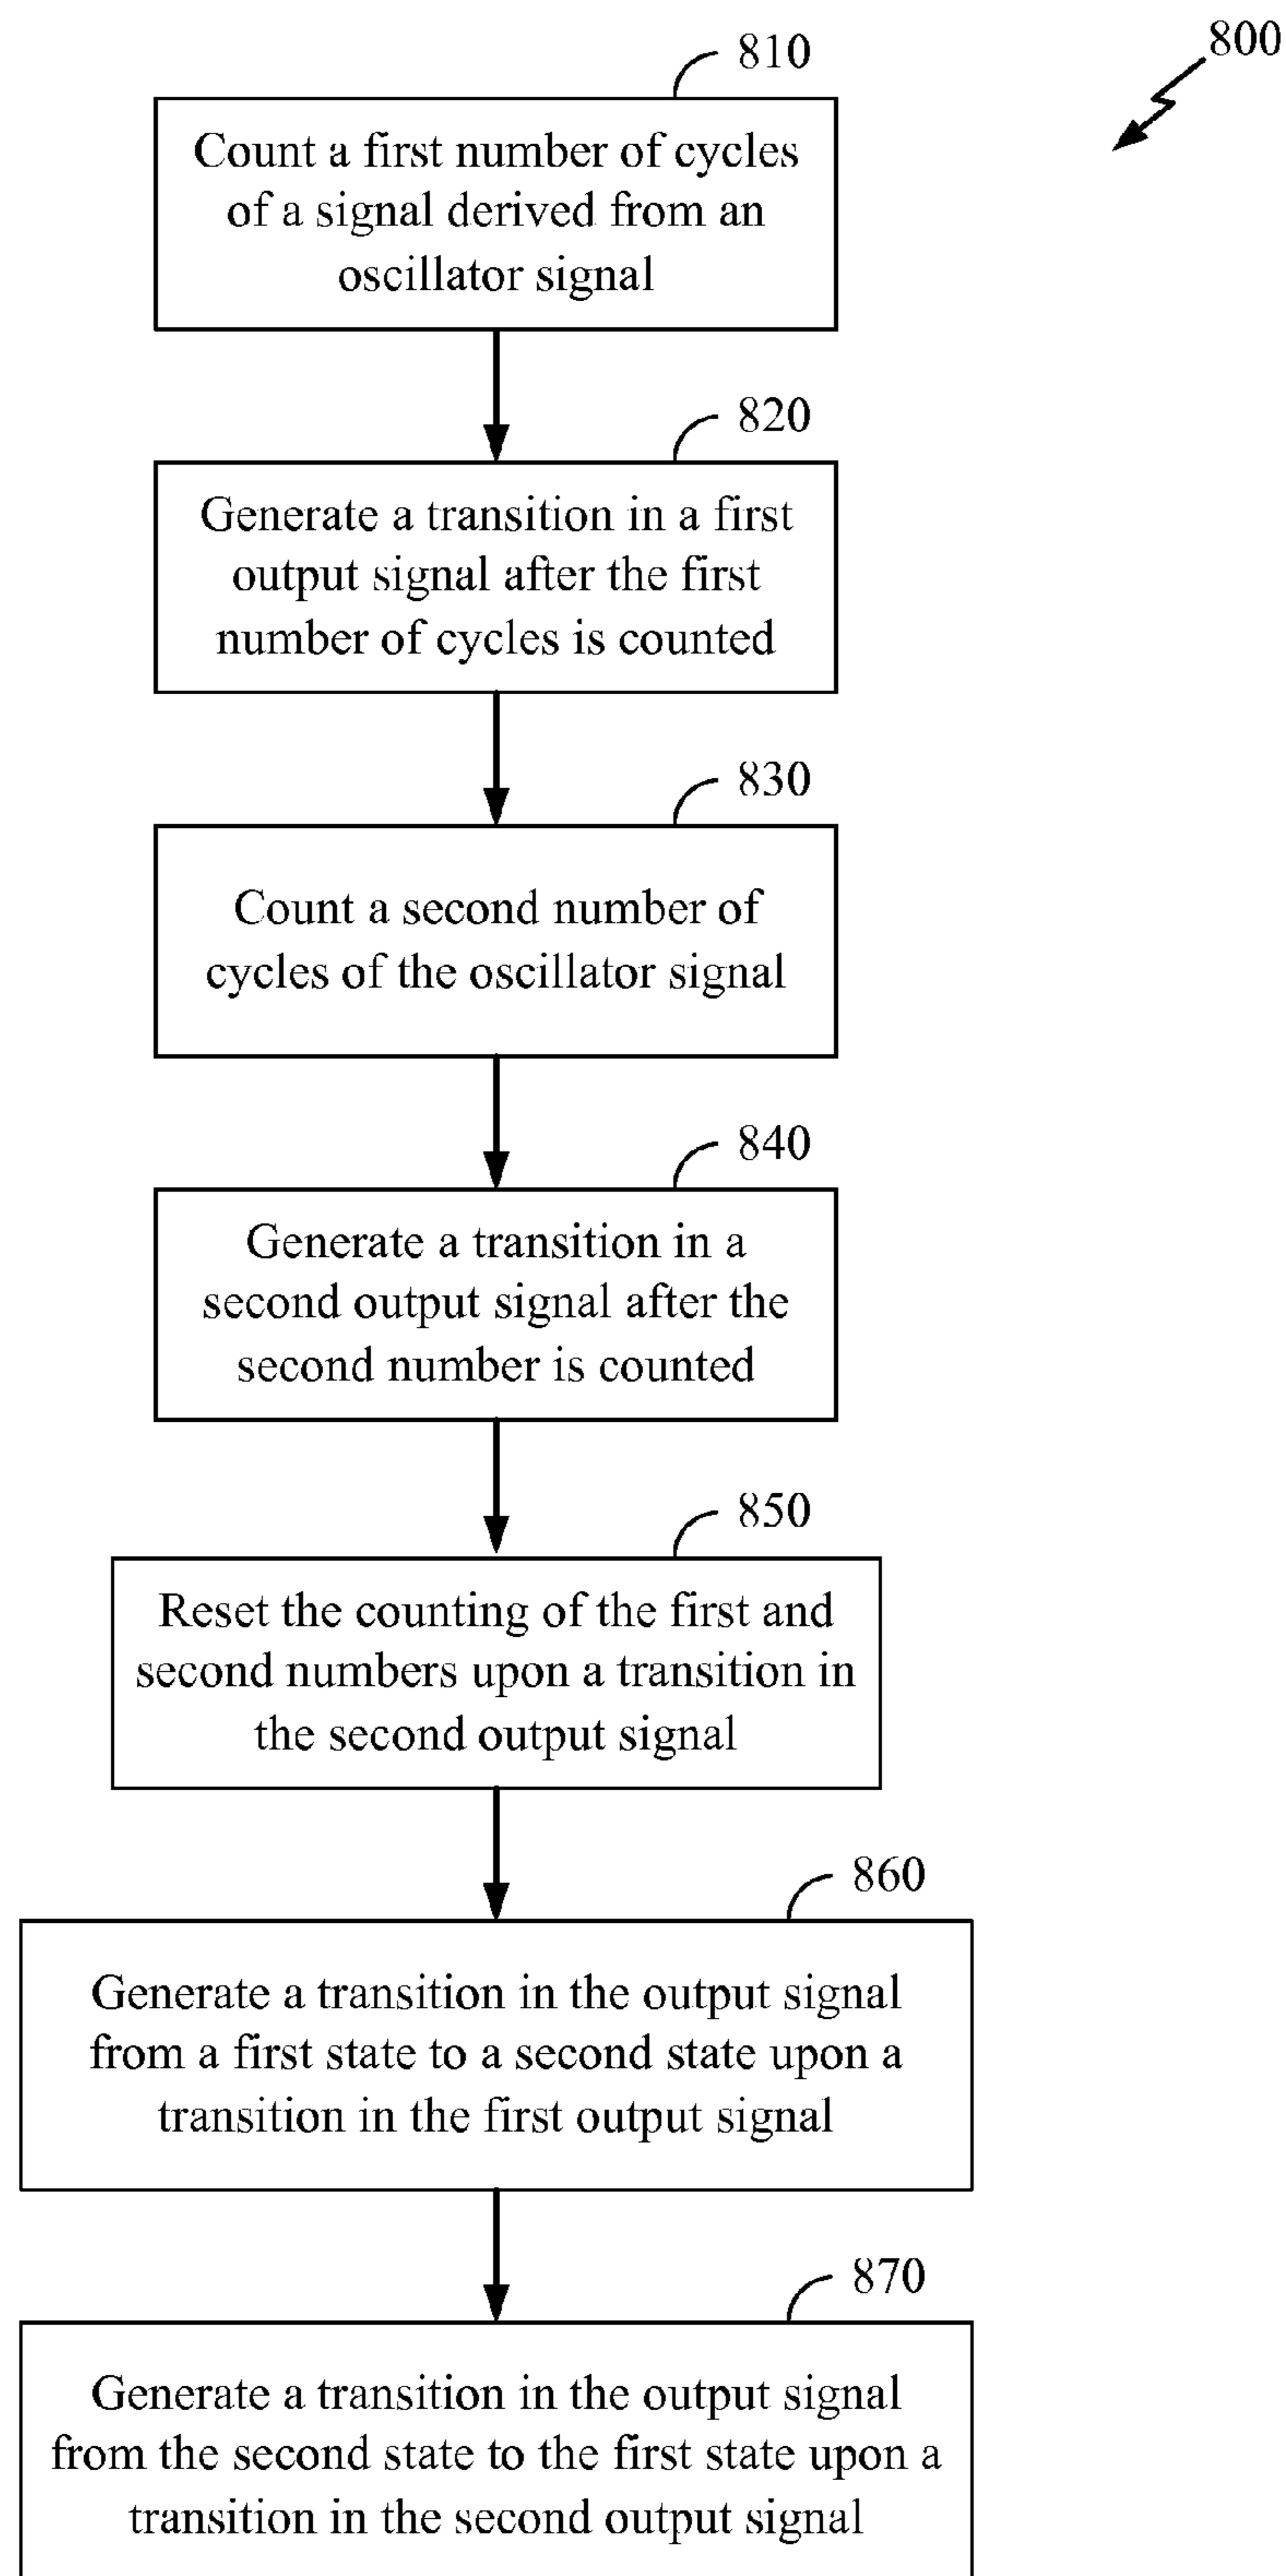 800
810
Count a first number of cycles
of a signal derived from an
oscillator signal
820
Generate a transition in a first
output signal after the first
number of cycles is counted
830
Count a second number of
cycles of the oscillator signal
840
Generate a transition in a
second output signal after the
second number is counted
850
Reset the counting of the first and
second numbers upon a transition in
the second output signal
860
Generate a transition in the output signal
from a first state to a second state upon a
transition in the first output signal
870
Generate a transition in the output signal
from the second state to the first state upon a
transition in the second output signal